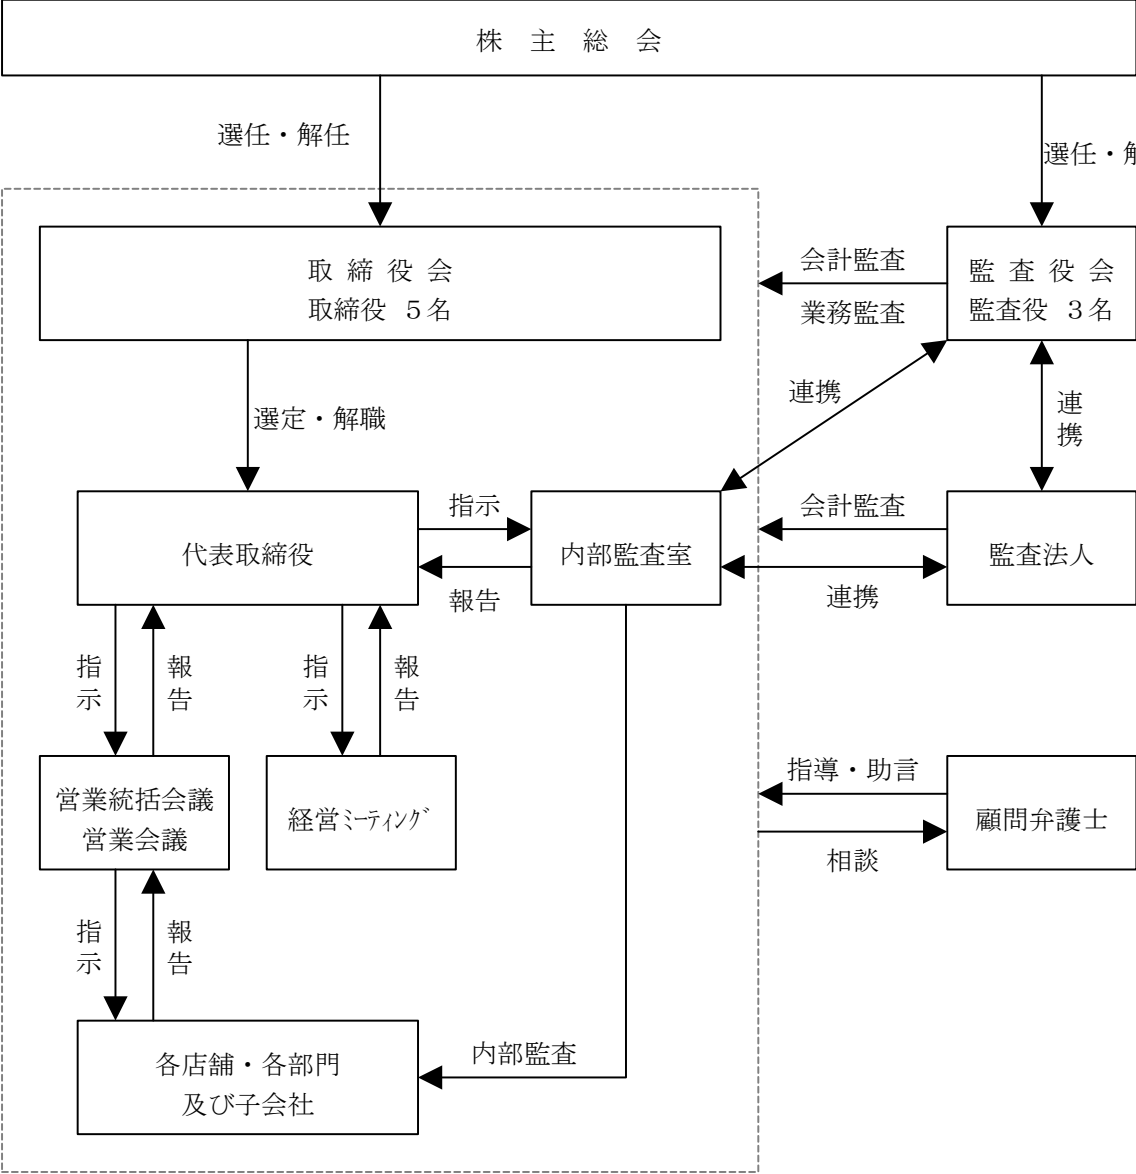 株 主 総 会
選任・解任
選任・
取 締 役 会
取締役 5名
会計監査
業務監査
監 査 役 会
監査役 3名
連携
連携
選定・解職
代表取締役
指示
報告
内部監査室
会計監査
連携
監査法人
指示
報告
指示
報告
営業統括会議
営業会議
経営ミーティング
指導・助言
相談
顧問弁護士
指示
報告
各店舗・各部門
及び子会社
内部監査